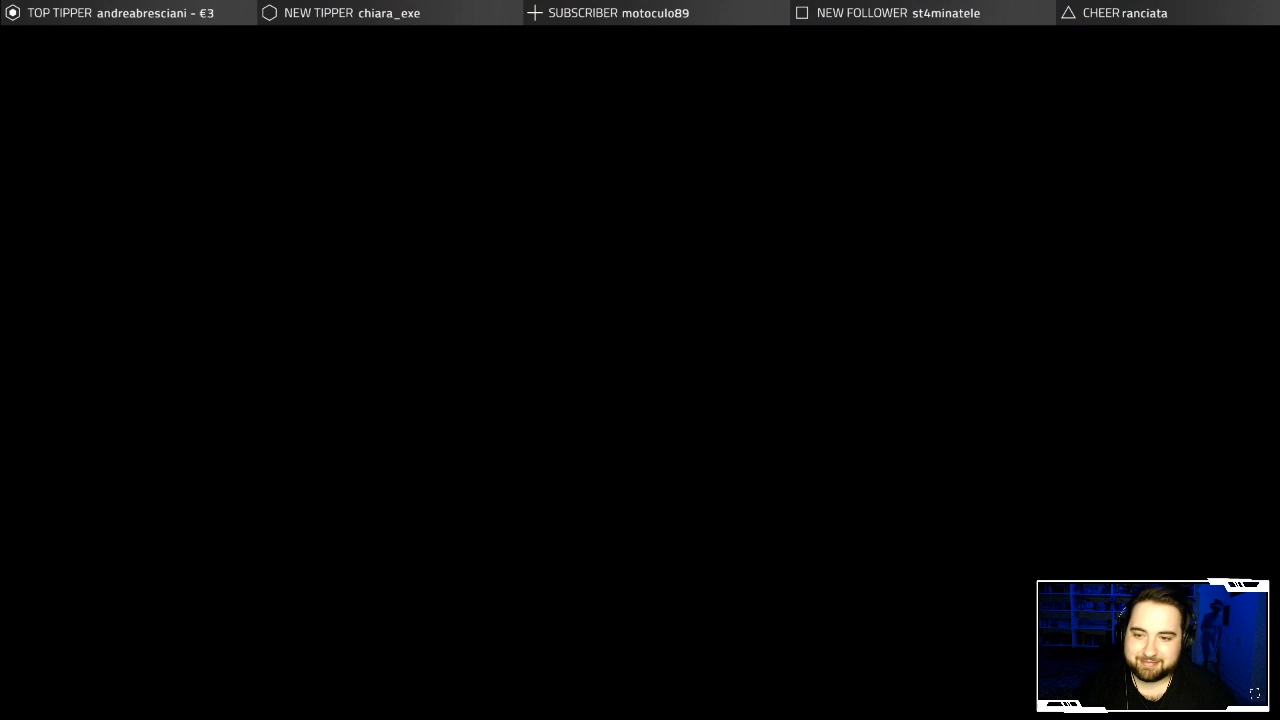 TOP TIPPER andreabresciani - €3 NEW TIPPER chiara_exe SUBSCRIBER motoculo89 NEW FOLLOWER st4minatele CHEER ranciata